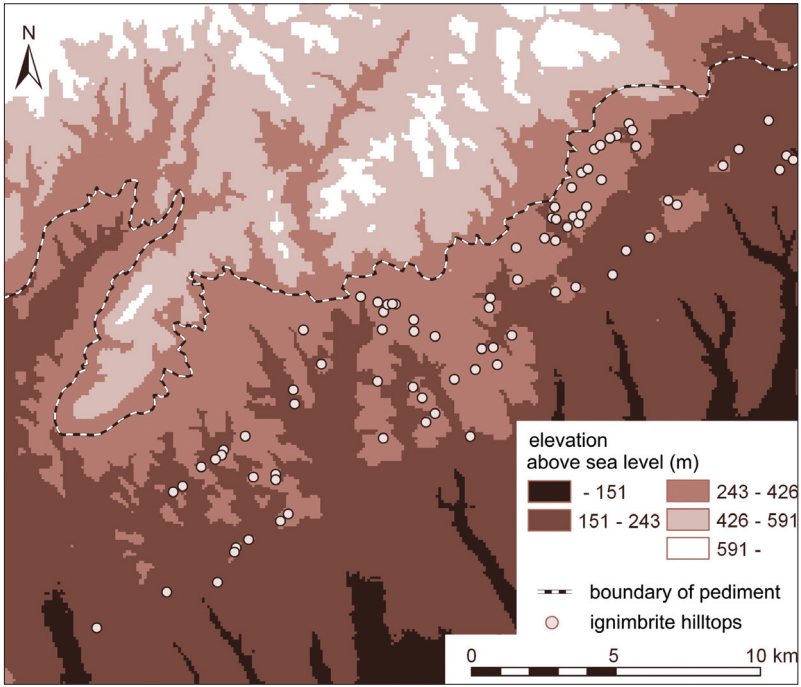 N
elevation
above sea level (m)
- 151 243 - 426
151 - 243 426 - 591
591 -
boundary of pediment
ignimbrite hilltops
0 5 10 km